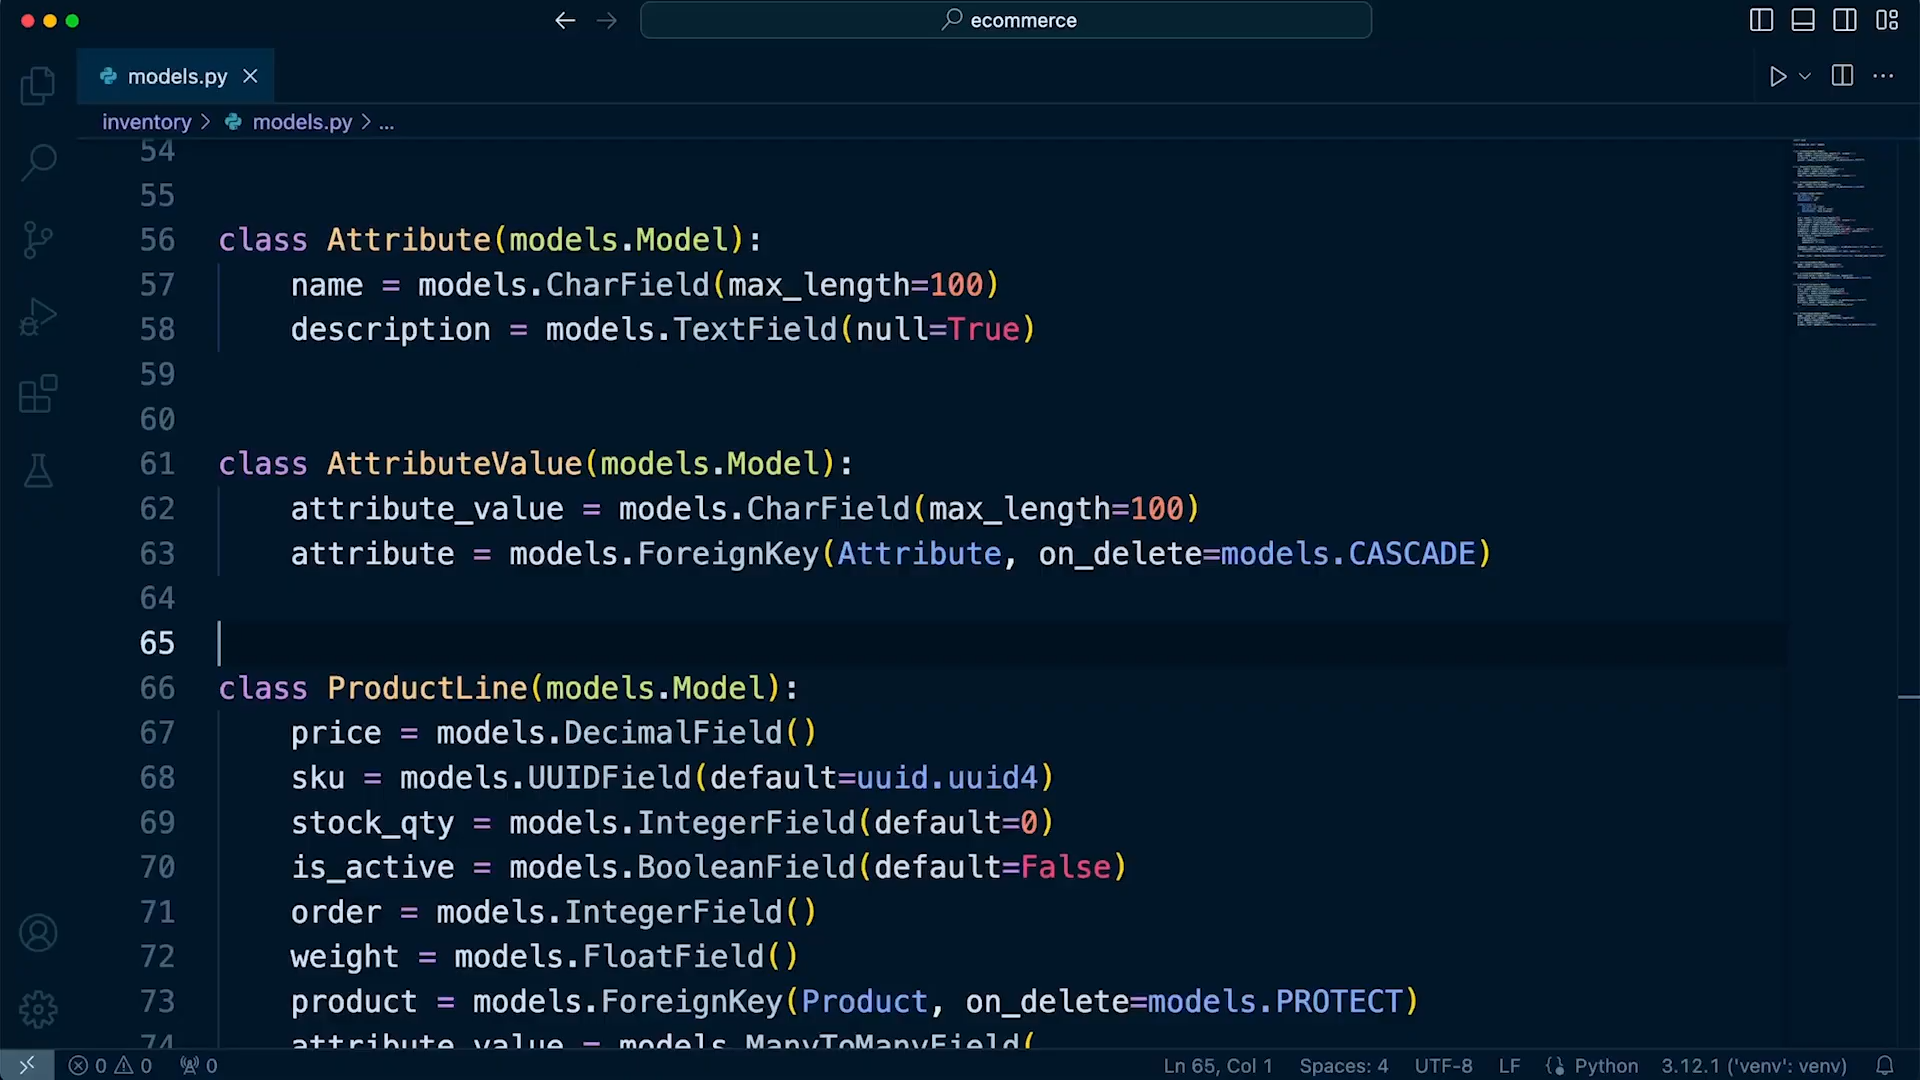 ecommerce
models.py
inventory > models.py > ...
54
55
56 class Attribute(models.Model):
57 name = models.CharField(max_length=100)
58 description = models.TextField(null=True)
59
60
61 class AttributeValue(models.Model):
62 attribute_value = models.CharField(max_length=100)
63 attribute = models.ForeignKey(Attribute, on_delete=models.CASCADE)
64
65
66 class ProductLine(models.Model):
67 price = models.DecimalField()
68 sku = models.UUIDField(default=uuid.uuid4)
69 stock_qty = models.IntegerField(default=0)
70 is_active = models.BooleanField(default=False)
71 order = models.IntegerField()
72 weight = models.FloatField()
73 product = models.ForeignKey(Product, on_delete=models.PROTECT)
74 attribute_value = models.ManyToManyField(
0 0 0 Ln 65, Col 1 Spaces: 4 UTF-8 LF Python 3.12.1 ('venv': venv)